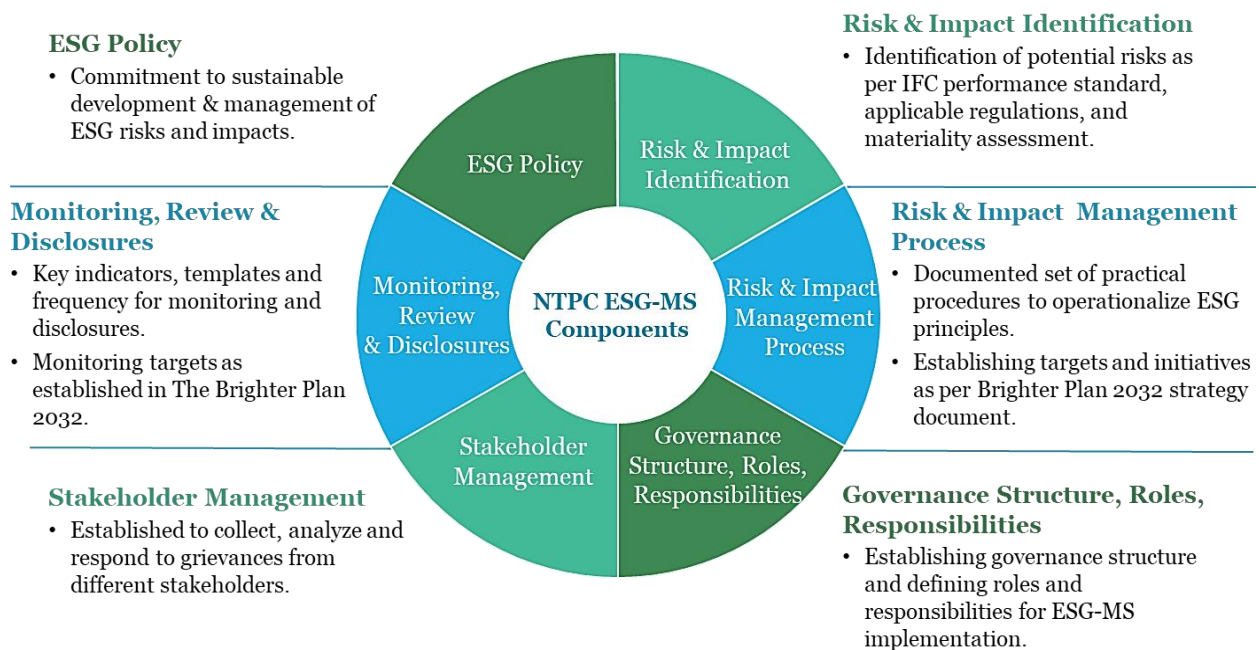 ESG Policy
• Commitment to sustainable
development & management of
ESG risks and impacts.
Monitoring, Review &
Disclosures
• Key indicators, templates and
frequency for monitoring and
disclosures.
• Monitoring targets as
established in The Brighter Plan
2032.
Stakeholder Management
• Established to collect, analyze and
respond to grievances from
different stakeholders.
ESG Policy
Risk & Impact
Identification
Monitoring,
Review
& Disclosures
NTPC ESG-MS
Components
Risk & Impact
Management
Process
Stakeholder
Management
Governance
Structure, Roles,
Responsibilities
Risk & Impact Identification
• Identification of potential risks as
per IFC performance standard,
applicable regulations, and
materiality assessment.
Risk & Impact Management
Process
• Documented set of practical
procedures to operationalize ESG
principles.
• Establishing targets and initiatives
as per Brighter Plan 2032 strategy
document.
Governance Structure, Roles,
Responsibilities
• Establishing governance structure
and defining roles and
responsibilities for ESG-MS
implementation.